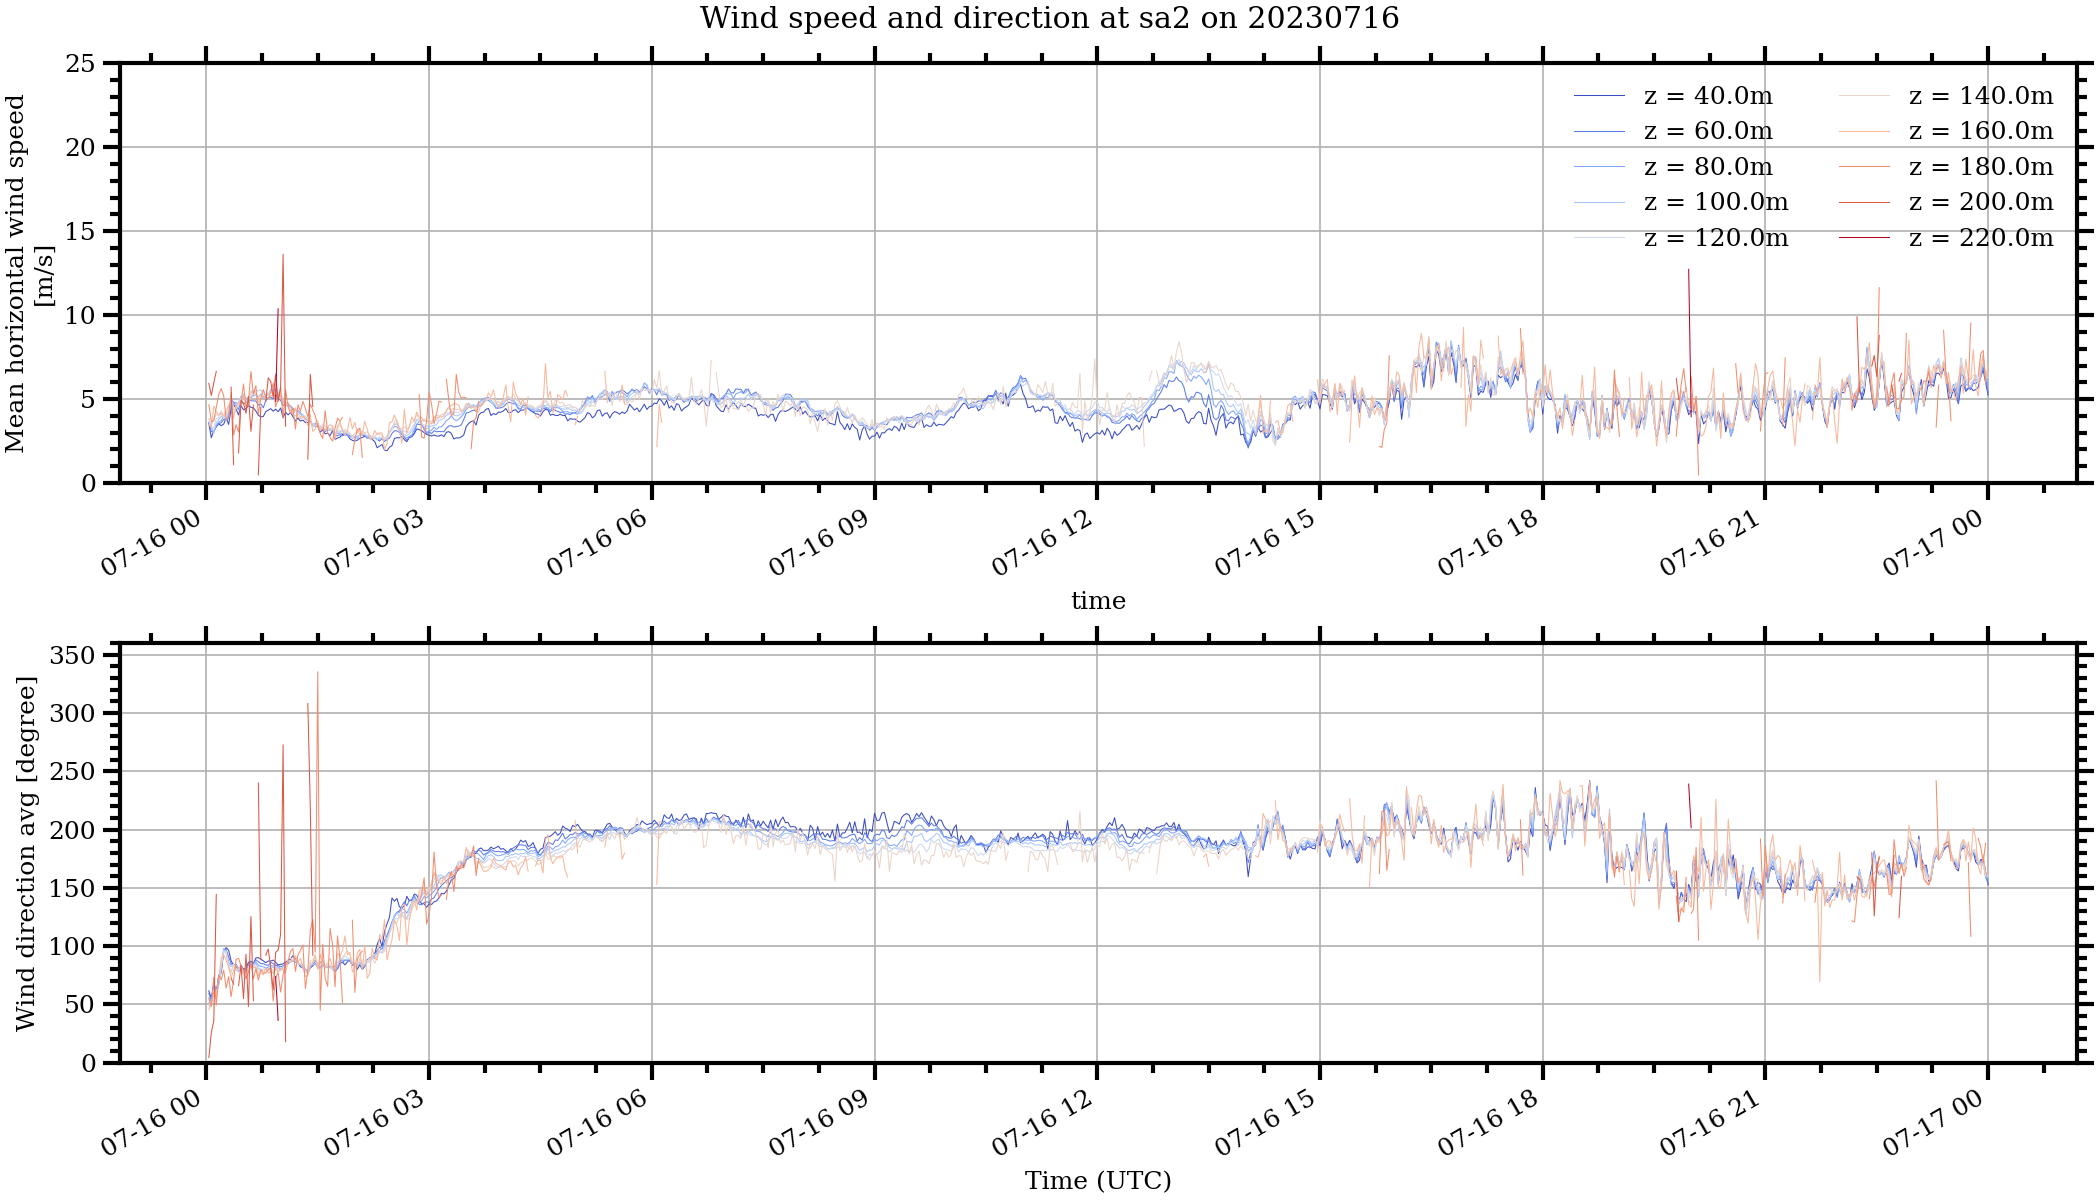 Wind speed and direction at sa2 on 20230716
Mean horizontal wind speed
[m/s]
25
20
15
10
5
0
z = 40.0m
z = 60.0m
z = 80.0m
z = 100.0m
z = 120.0m
z = 140.0m
z = 160.0m
z = 180.0m
z = 200.0m
z = 220.0m
07-16 00
07-16 03
07-16 06
07-16 09
07-16 12
07-16 15
07-16 18
07-16 21
07-17 00
time
Wind direction avg [degree]
350
300
250
200
150
100
50
0
07-16 00
07-16 03
07-16 06
07-16 09
07-16 12
07-16 15
07-16 18
07-16 21
07-17 00
Time (UTC)